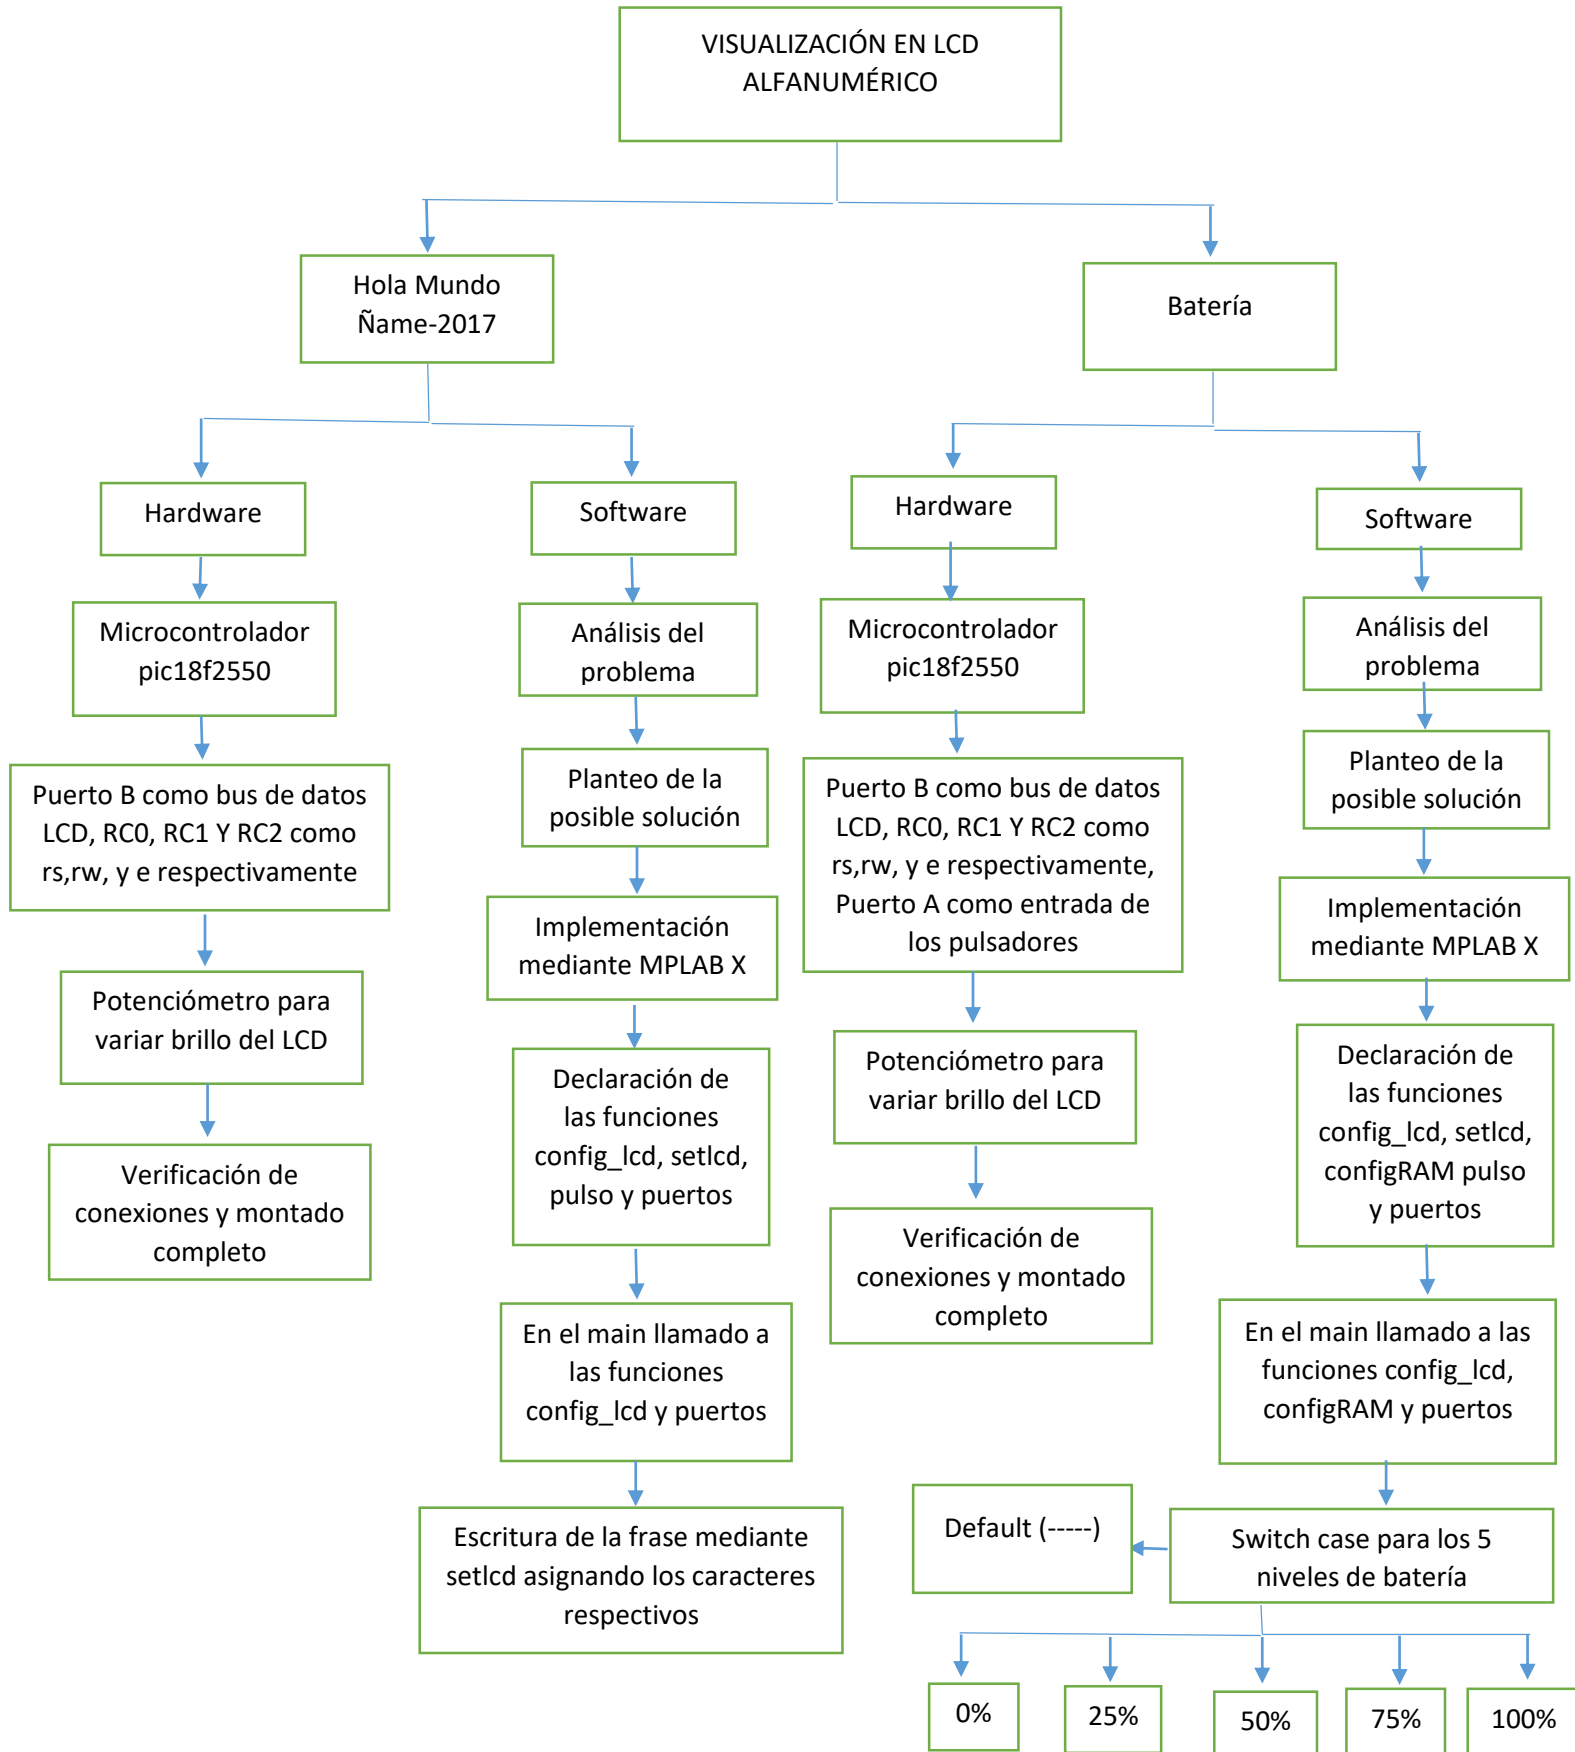 VISUALIZACIÓN EN LCD
ALFANUMÉRICO
Hola Mundo
Ñame-2017
Batería
Hardware
Software
Hardware
Software
Microcontrolador
pic18f2550
Análisis del
problema
Microcontrolador
pic18f2550
Análisis del
problema
Puerto B como bus de datos
LCD, RC0, RC1 Y RC2 como
rs,rw, y e respectivamente
Planteo de la
posible solución
Puerto B como bus de datos
LCD, RC0, RC1 Y RC2 como
rs,rw, y e respectivamente,
Puerto A como entrada de
los pulsadores
Planteo de la
posible solución
Implementación
mediante MPLAB X
Implementación
mediante MPLAB X
Potenciómetro para
variar brillo del LCD
Declaración de
las funciones
config_lcd, setlcd,
pulso y puertos
Potenciómetro para
variar brillo del LCD
Declaración de
las funciones
config_lcd, setlcd,
configRAM pulso
y puertos
Verificación de
conexiones y montado
completo
Verificación de
conexiones y montado
completo
En el main llamado a
las funciones
config_lcd y puertos
En el main llamado a las
funciones config_lcd,
configRAM y puertos
Escritura de la frase mediante
setlcd asignando los caracteres
respectivos
Default (-----)
Switch case para los 5
niveles de batería
0%
25%
50%
75%
100%